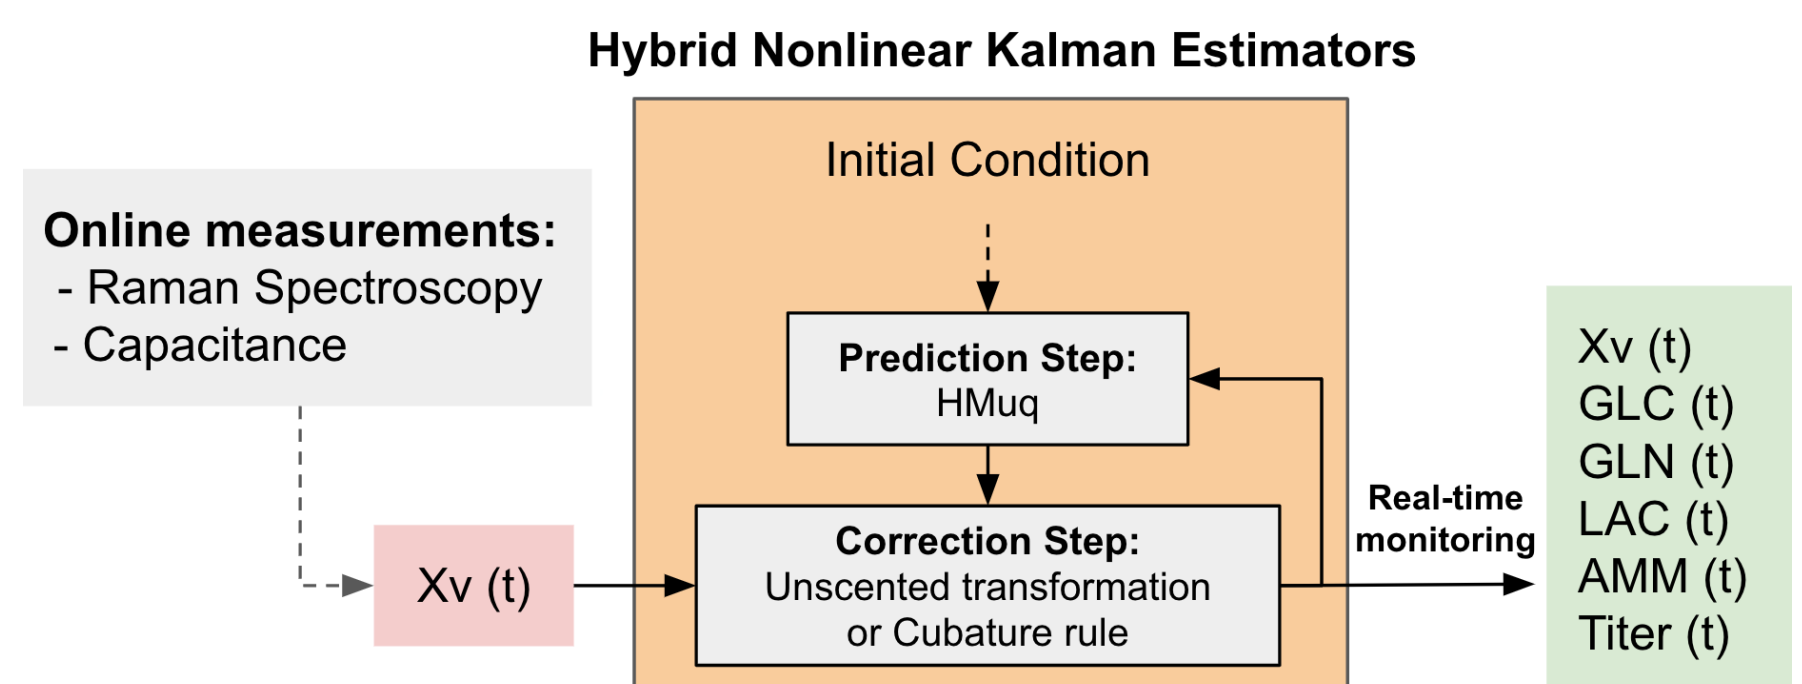 Hybrid Nonlinear Kalman Estimators
Initial Condition
Online measurements:
- Raman Spectroscopy
- Capacitance
Prediction Step:
HMuq
Xv (t)
Correction Step:
Unscented transformation
or Cubature rule
Real-time
monitoring
Xv (t)
GLC (t)
GLN (t)
LAC (t)
AMM (t)
Titer (t)